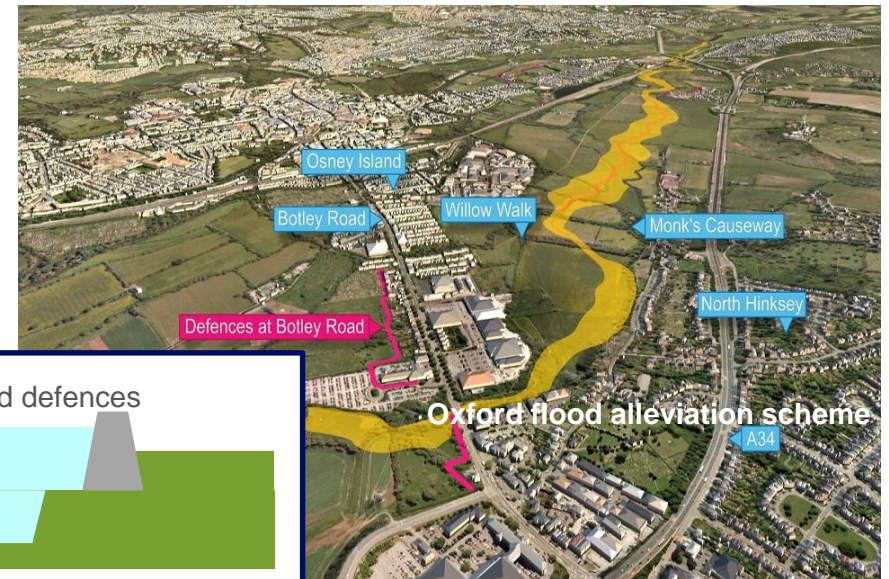 Osney Island
Botley Road
Willow Walk
Monk's Causeway
North Hinksey
Defences at Botley Road
defences
Oxford flood alleviation scheme
A34